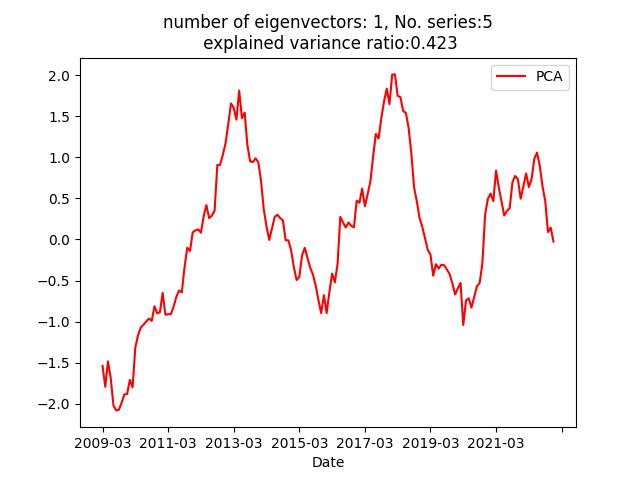 number of eigenvectors: 1, No. series:5
explained variance ratio:0.423
PCA
2.0
1.5
1.0
0.5
0.0
−0.5
−1.0
−1.5
−2.0
2009-03 2011-03 2013-03 2015-03 2017-03 2019-03 2021-03
Date